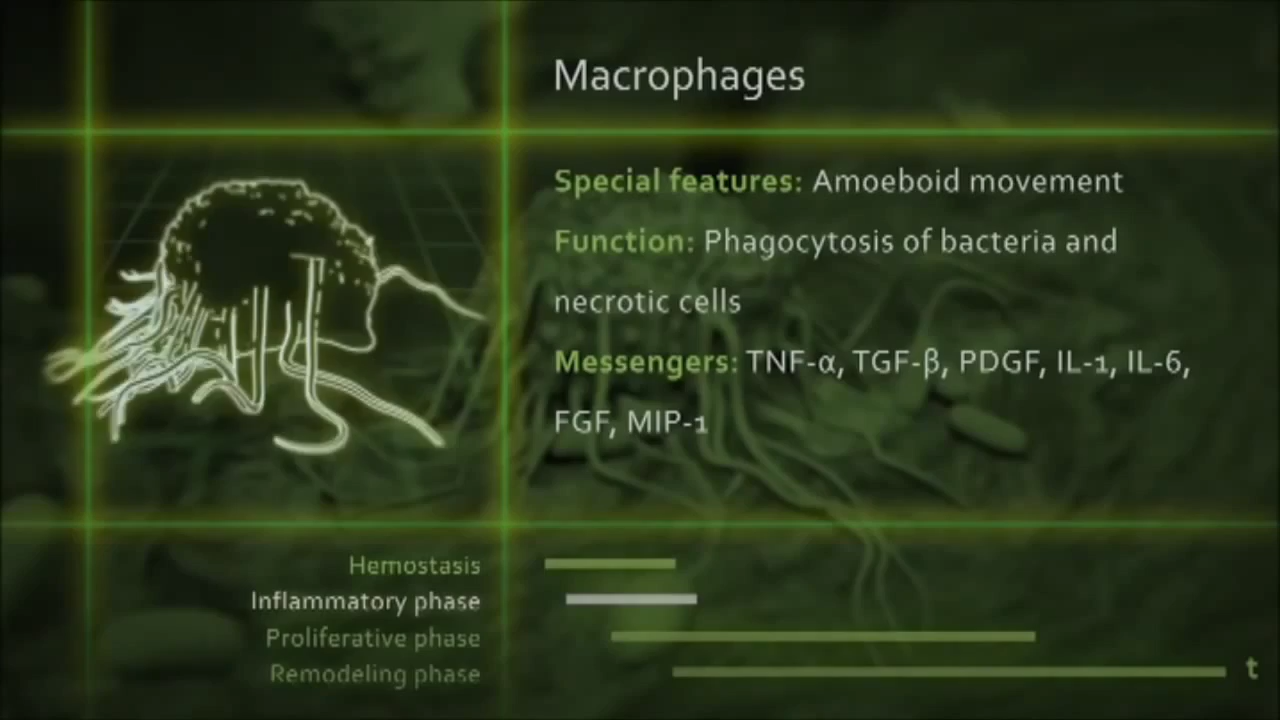 Macrophages
Special features: Amoeboid movement
Function: Phagocytosis of bacteria and
necrotic cells
Messengers: TNF-α, TGF-β, PDGF, IL-1, IL-6,
FGF, MIP-1
Hemostasis
Inflammatory phase
Proliferative phase
Remodeling phase
t